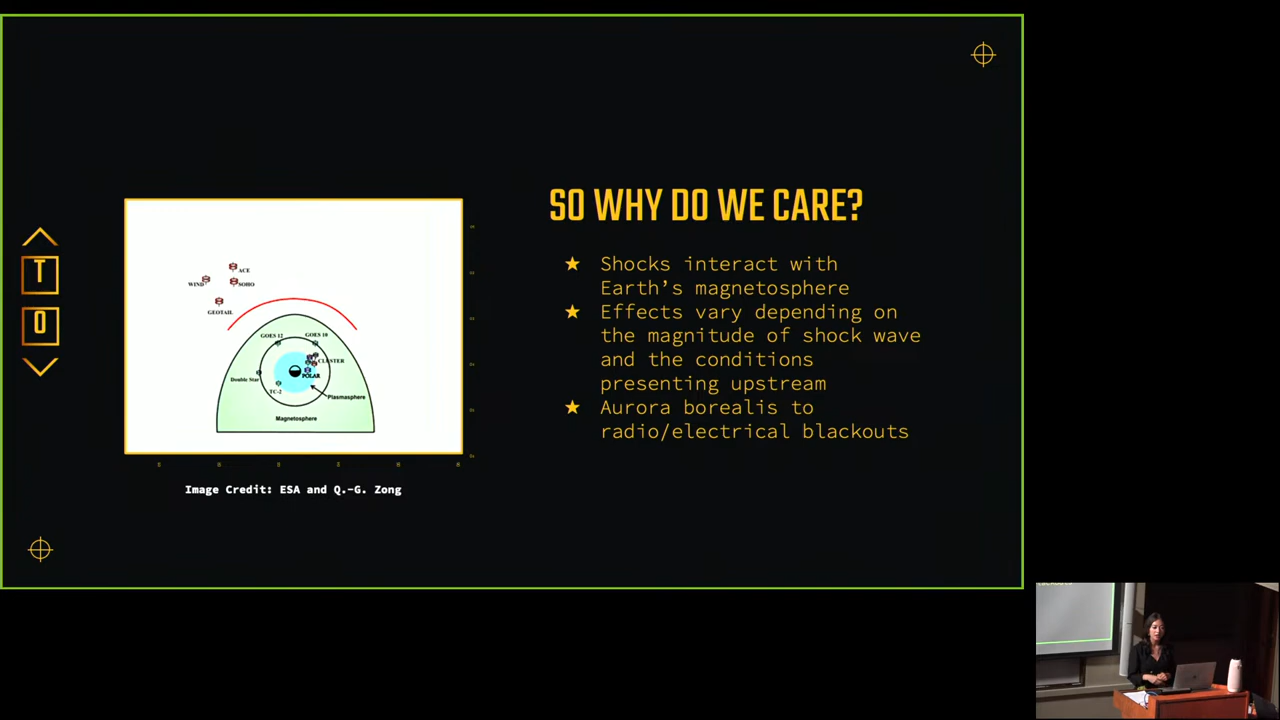 SO WHY DO WE CARE?
★ Shocks interact with
Earth's magnetosphere
★ Effects vary depending on
the magnitude of shock wave
and the conditions
presenting upstream
★ Aurora borealis to
radio/electrical blackouts
T
O
ACE
WIND
SOHO
GEOTAIL
GOES 12
GOES 10
CLUSTER
POLAR
Double Star
TC-2
Plasmasphere
Magnetosphere
Image Credit: ESA and Q.-G. Zong